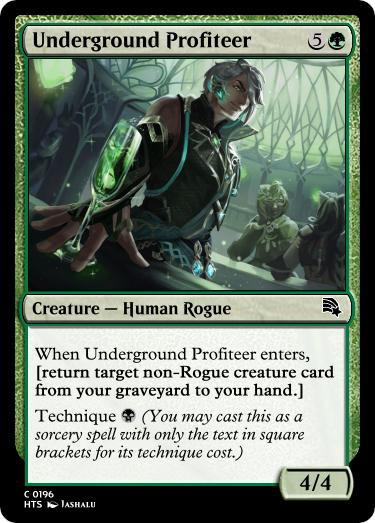 Underground Profiteer 5
Creature — Human Rogue
When Underground Profiteer enters,
[return target non-Rogue creature card
from your graveyard to your hand.]
Technique (You may cast this as a
sorcery spell with only the text in square
brackets for its technique cost.)
4/4
C 0196
HTS JASHALU